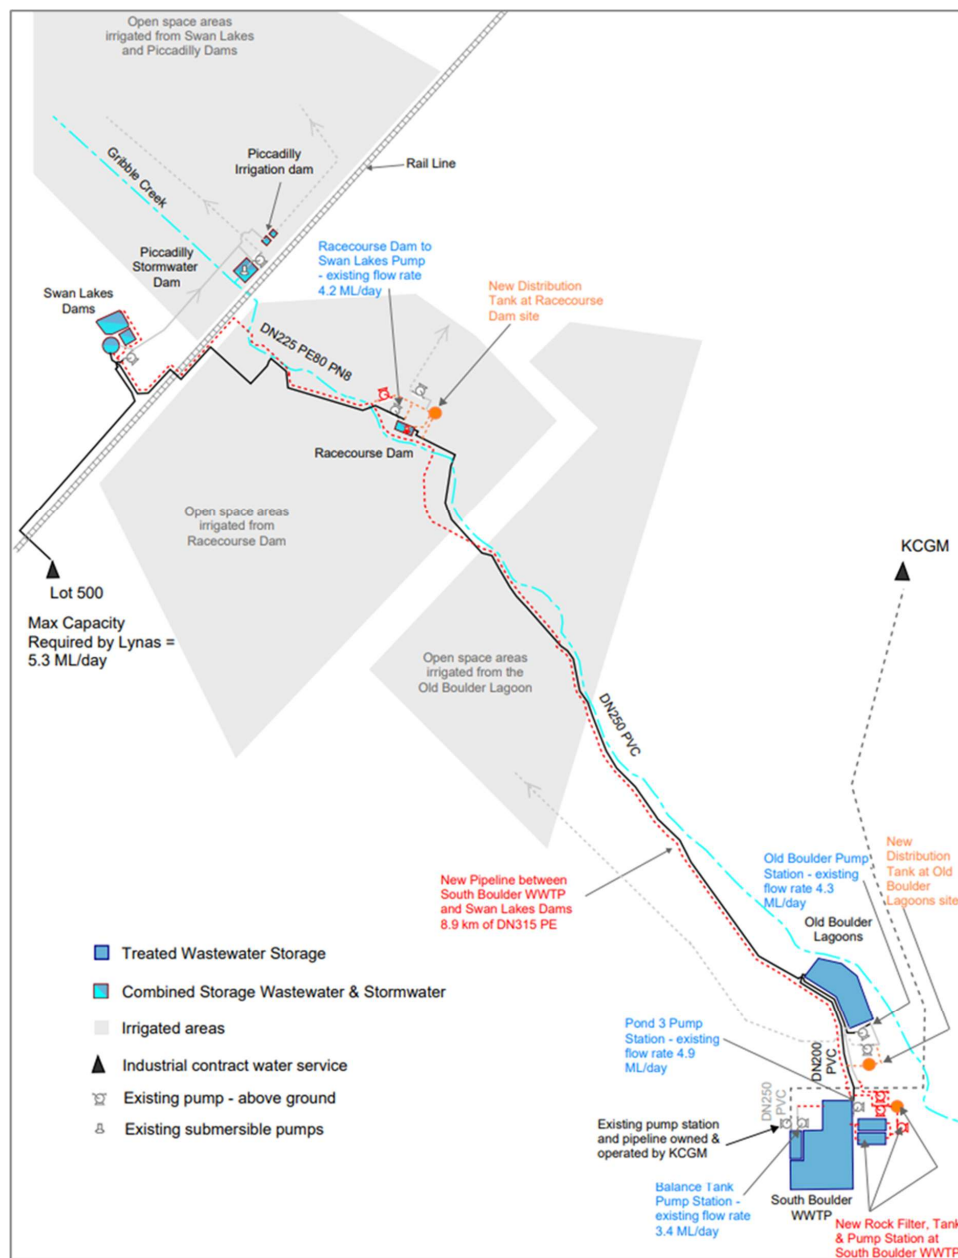 Open space areas
irrigated from Swan Lakes
and Piccadilly Dams
Piccadilly
Irrigation dam
Rail Line
Gribble Creek
Racecourse Dam to
Swan Lakes Pump
- existing flow rate
4.2 ML/day
Piccadilly
Stormwater
Dam
Swan Lakes
Dams
New Distribution
Tank at Racecourse
Dam site
DN225 PE80 PN8
Racecourse Dam
Open space areas
irrigated from
Racecourse Dam
KCGM
Lot 500
Max Capacity
Required by Lynas =
5.3 ML/day
Open space areas
irrigated from the
Old Boulder Lagoon
DN250 PVC
New Pipeline between
South Boulder WWTP
and Swan Lakes Dams
8.9 km of DN315 PE
Old Boulder Pump
Station - existing
flow rate 4.3
ML/day
New
Distribution
Tank at Old
Boulder
Lagoons site
Old Boulder
Lagoons
Treated Wastewater Storage
Combined Storage Wastewater & Stormwater
Irrigated areas
Industrial contract water service
Existing pump - above ground
Existing submersible pumps
Pond 3 Pump
Station - existing
flow rate 4.9
ML/day
DN200
PVC
DN250
PVC
Existing pump station
and pipeline owned &
operated by KCGM
Balance Tank
Pump Station -
existing flow rate
3.4 ML/day
South Boulder
WWTP
New Rock Filter, Tank
& Pump Station at
South Boulder WWTP